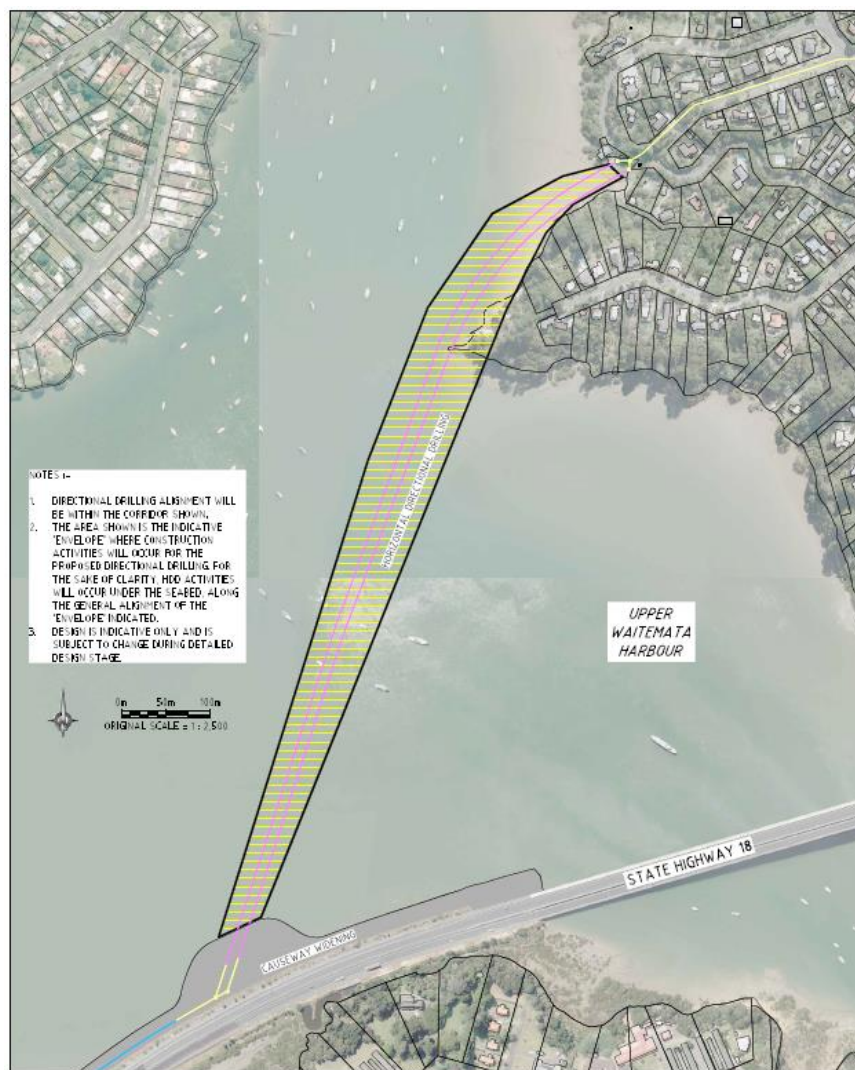 HORIZONTAL DIRECTIONAL DRILLING
NOTES :-
1. DIRECTIONAL DRILLING ALIGNMENT WILL
BE WITHIN THE CORRIDOR SHOWN.
2. THE AREA SHOWN IS THE INDICATIVE
'ENVELOPE' WHERE CONSTRUCTION
ACTIVITIES WILL OCCUR FOR THE
PROPOSED DIRECTIONAL DRILLING. FOR
THE SAKE OF CLARITY, HDD ACTIVITIES
WILL OCCUR UNDER THE SEABED, ALONG
THE GENERAL ALIGNMENT OF THE
'ENVELOPE' INDICATED.
3. DESIGN IS INDICATIVE ONLY AND IS
SUBJECT TO CHANGE DURING DETAILED
DESIGN STAGE.
UPPER
WAITEMATA
HARBOUR
N
0m 50m 100m
ORIGINAL SCALE = 1 : 2,500
STATE HIGHWAY 18
CAUSEWAY WIDENING